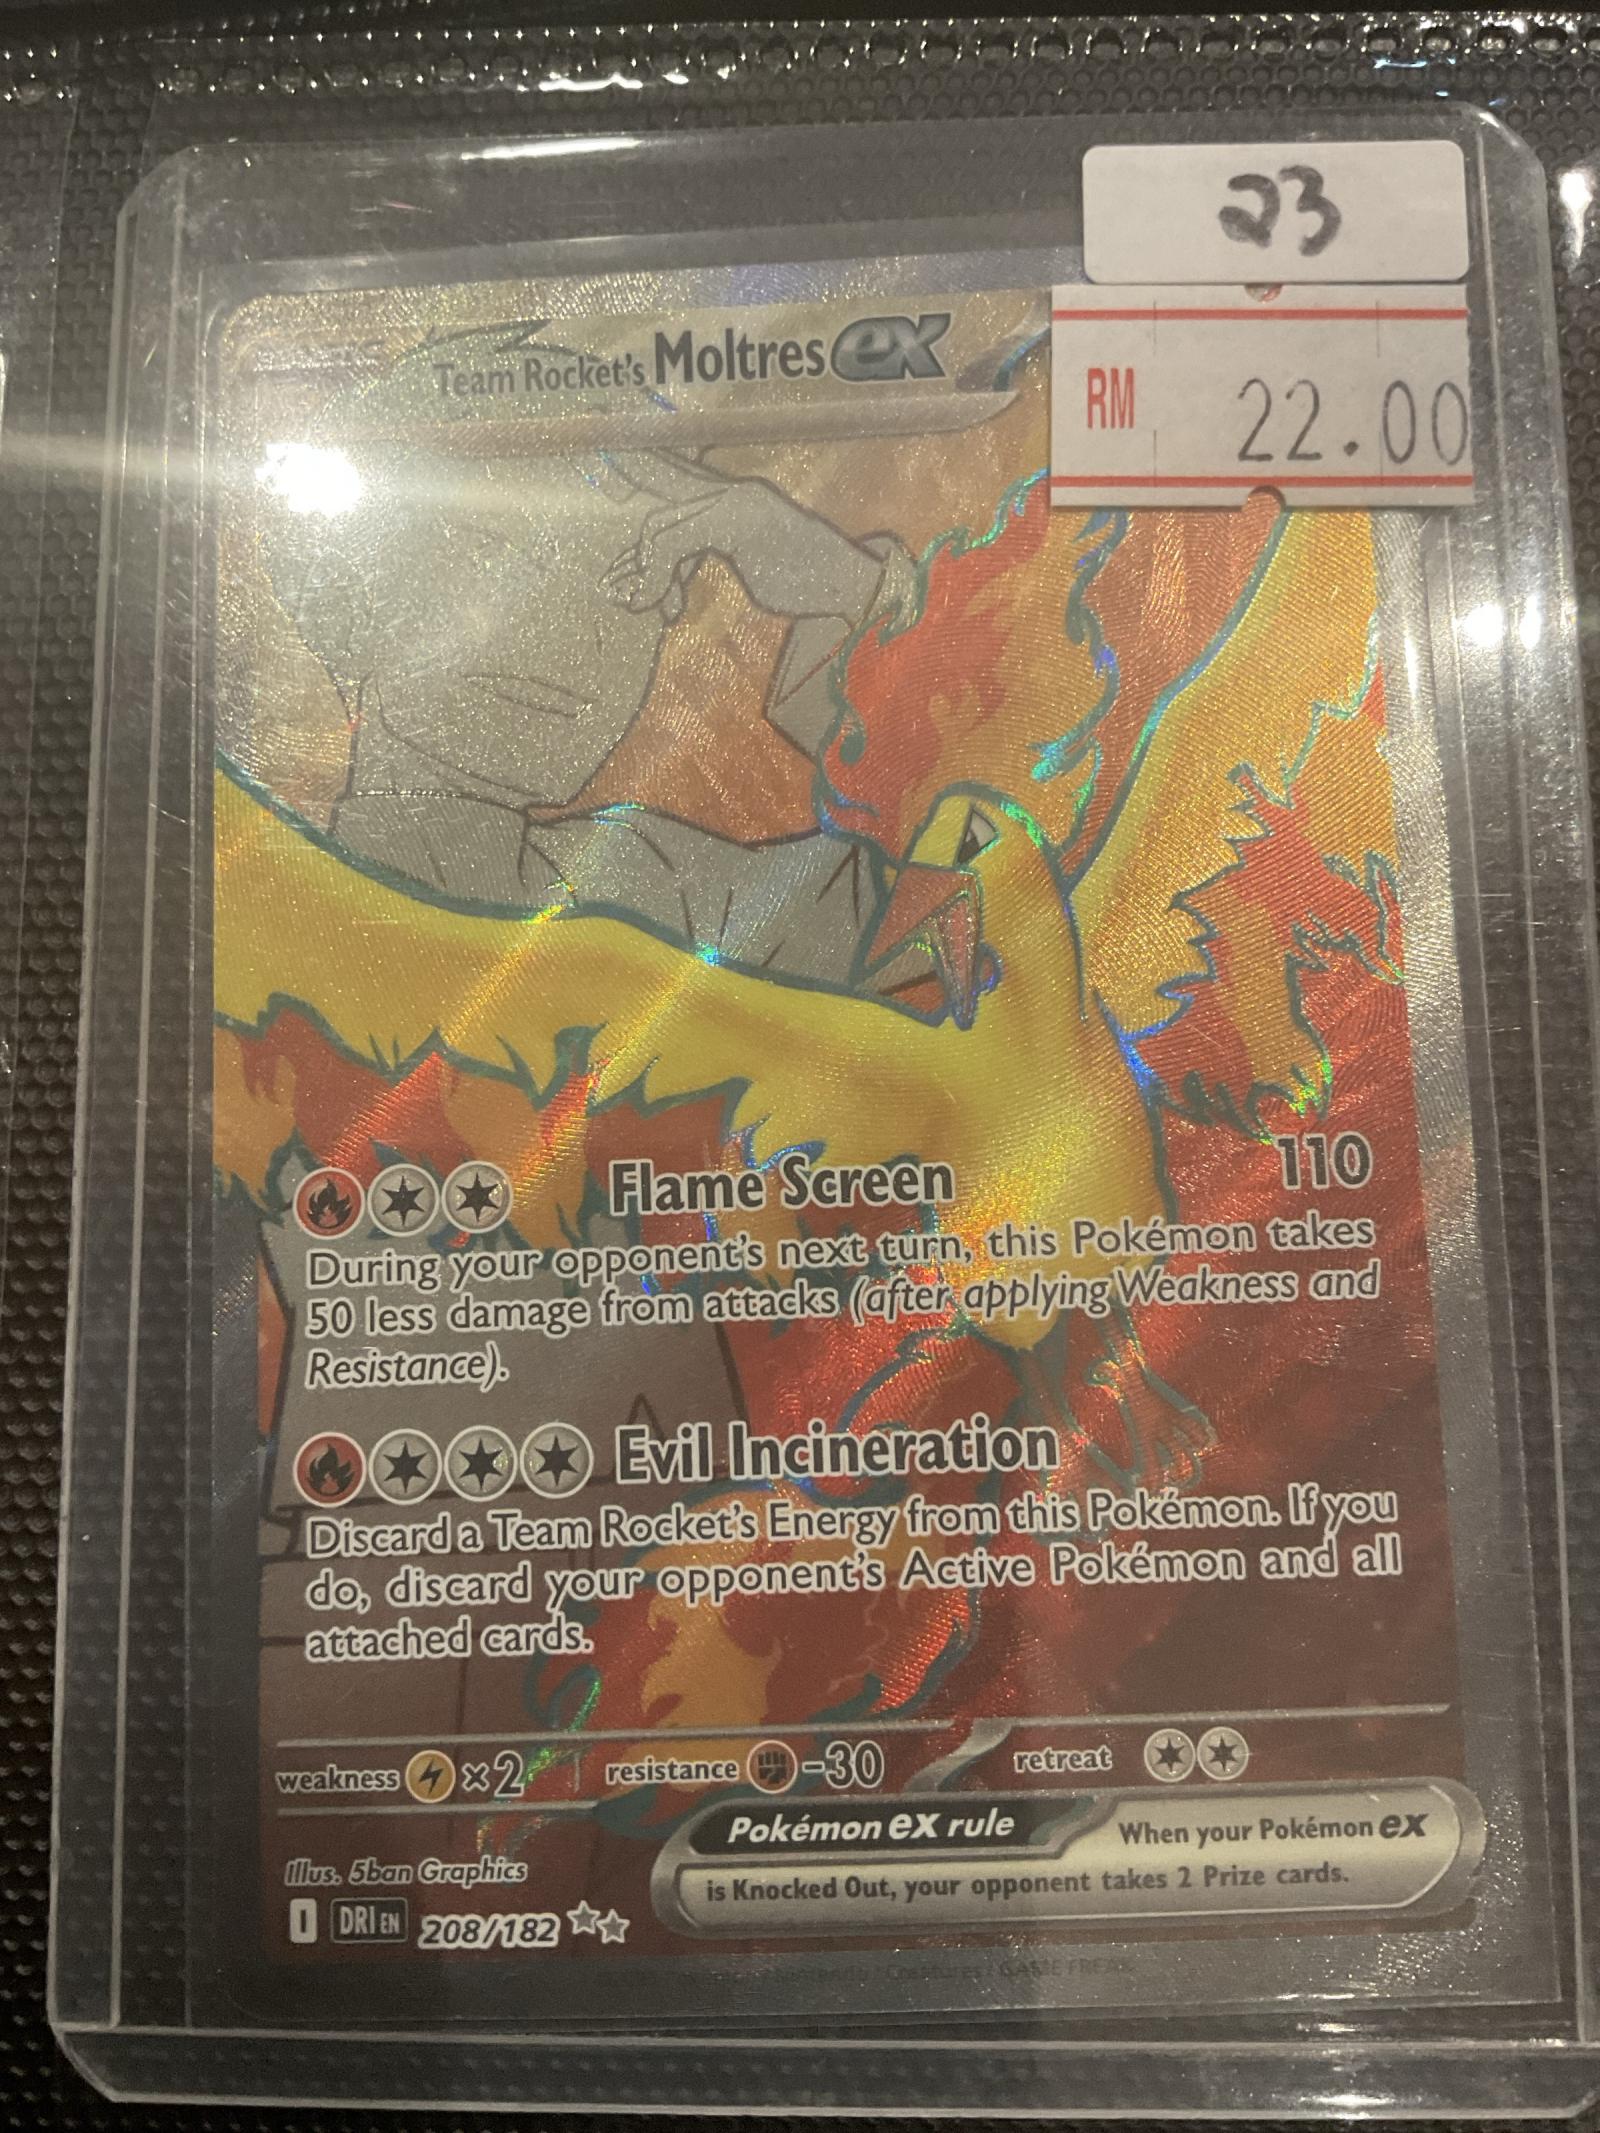 23
RM 22.00
Team Rocket's Moltres ex
Flame Screen 110
During your opponent's next turn, this Pokémon takes
50 less damage from attacks (after applying Weakness and
Resistance).
Evil Incineration
Discard a Team Rocket's Energy from this Pokémon. If you
do, discard your opponent's Active Pokémon and all
attached cards.
weakness ×2 resistance -30 retreat
Pokémon ex rule When your Pokémon ex
is Knocked Out, your opponent takes 2 Prize cards.
Illus. 5ban Graphics
I DRI EN 208/182
Nintendo / Creatures / GAME FREAK